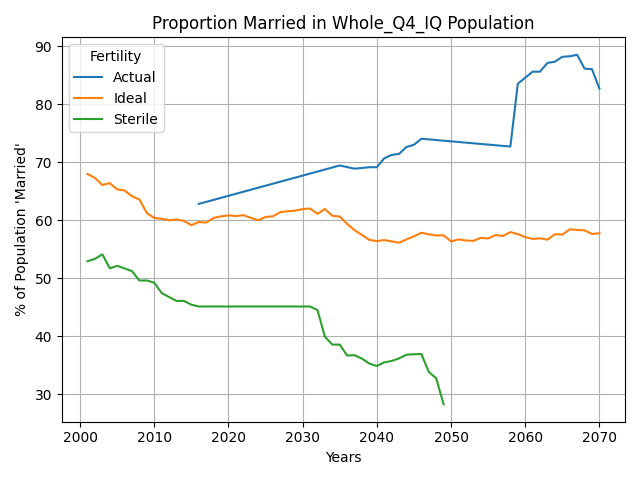 Proportion Married in Whole_Q4_IQ Population
Fertility
Actual
Ideal
Sterile
% of Population 'Married'
90
80
70
60
50
40
30
2000 2010 2020 2030 2040 2050 2060 2070
Years